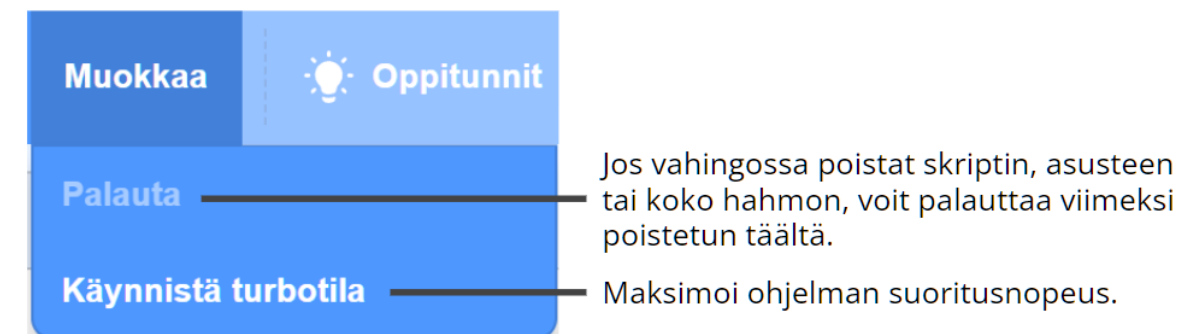 Muokkaa
Oppitunnit
Palauta
Jos vahingossa poistat skriptin, asusteen
tai koko hahmon, voit palauttaa viimeksi
poistetun täältä.
Käynnistä turbotila
Maksimoi ohjelman suoritusnopeus.